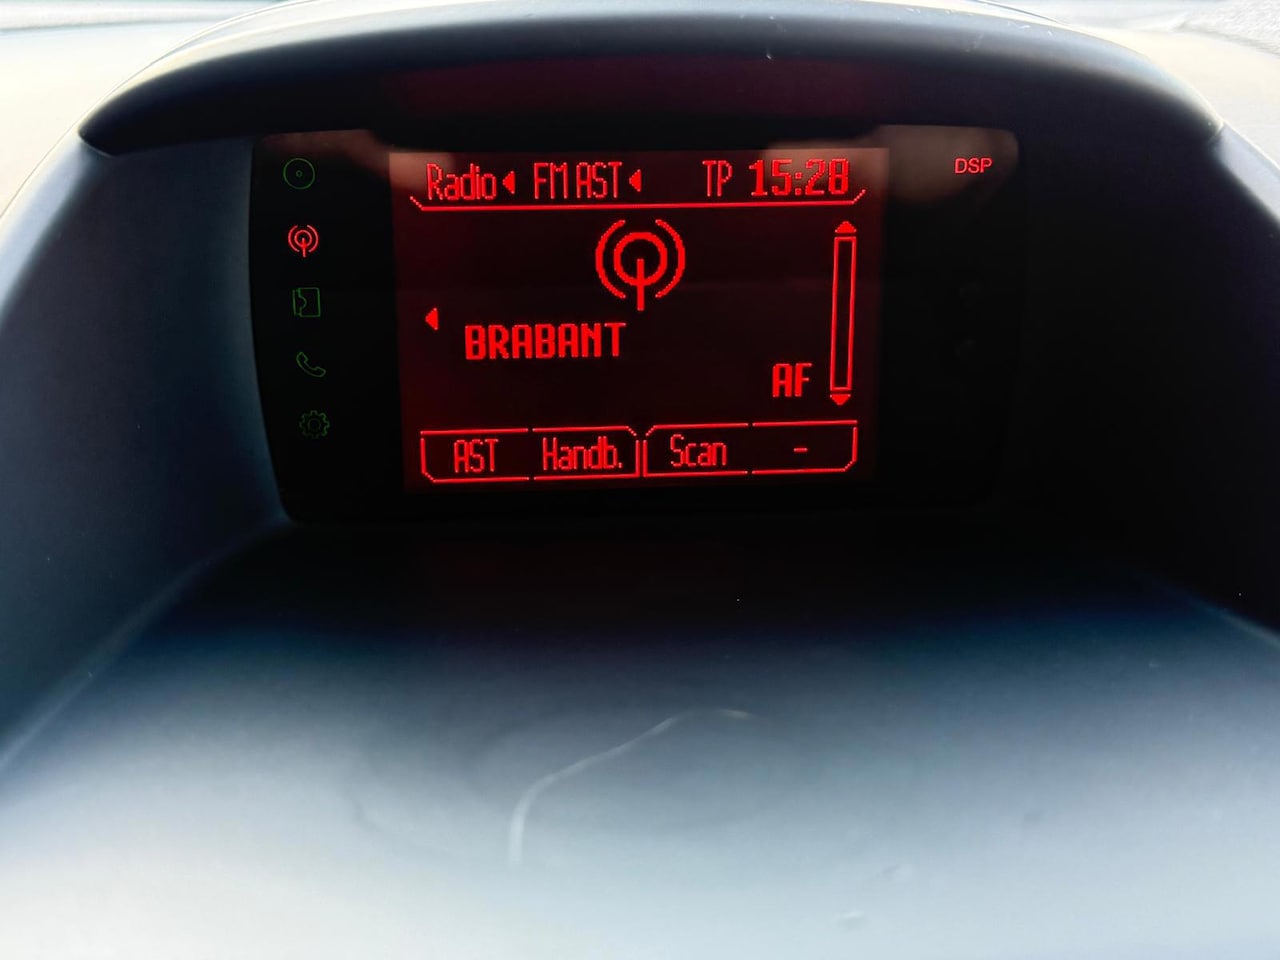 Radio FM AST TP 15:28 DSP
BRABANT
AF
AST Handb. Scan -